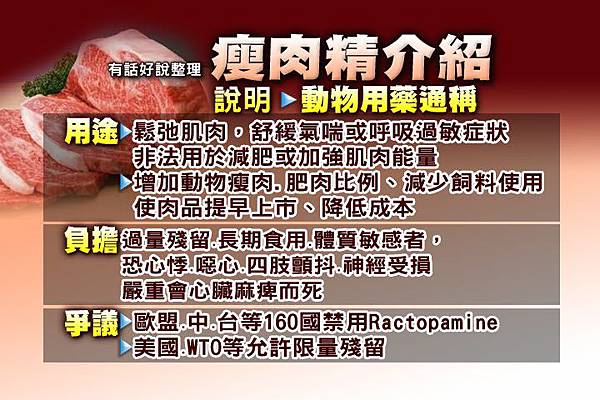 有話好說整理 瘦肉精介紹
說明 動物用藥通稱
用途 鬆弛肌肉,舒緩氣喘或呼吸過敏症狀
非法用於減肥或加強肌肉能量
增加動物瘦肉.肥肉比例、減少飼料使用
使肉品提早上市、降低成本
負擔 過量殘留.長期食用.體質敏感者,
恐心悸.噁心.四肢顫抖.神經受損
嚴重會心臟麻痺而死
爭議 歐盟.中.台等160國禁用Ractopamine
美國.WTO等允許限量殘留